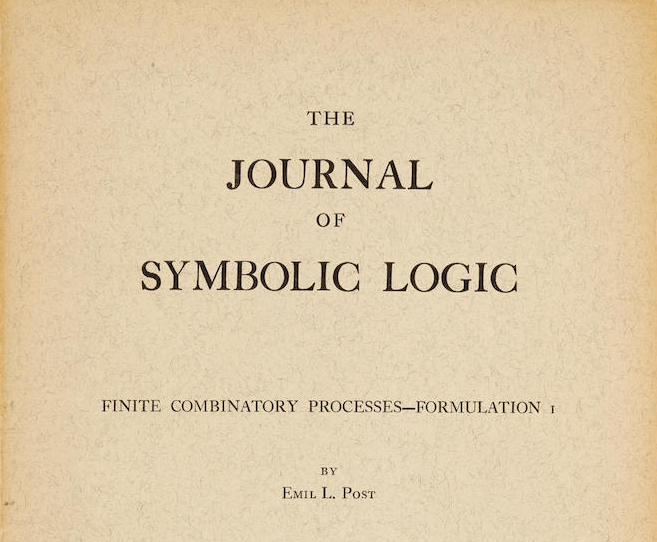 THE
JOURNAL
OF
SYMBOLIC LOGIC
FINITE COMBINATORY PROCESSES—FORMULATION 1
BY
EMIL L. POST